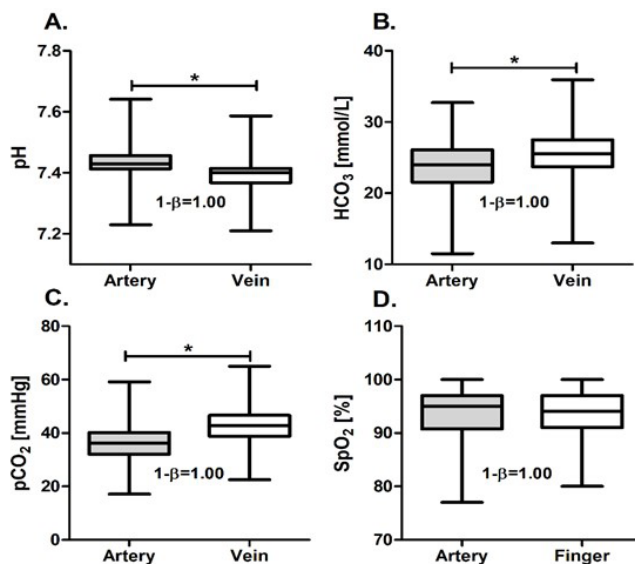 A.
7.8
7.6
7.4
7.2
pH
*
1-β=1.00
Artery Vein
B.
40
30
20
10
HCO3 [mmol/L]
*
1-β=1.00
Artery Vein
C.
80
60
40
20
0
pCO2 [mmHg]
*
1-β=1.00
Artery Vein
D.
110
100
90
80
70
SpO2 [%]
1-β=1.00
Artery Finger